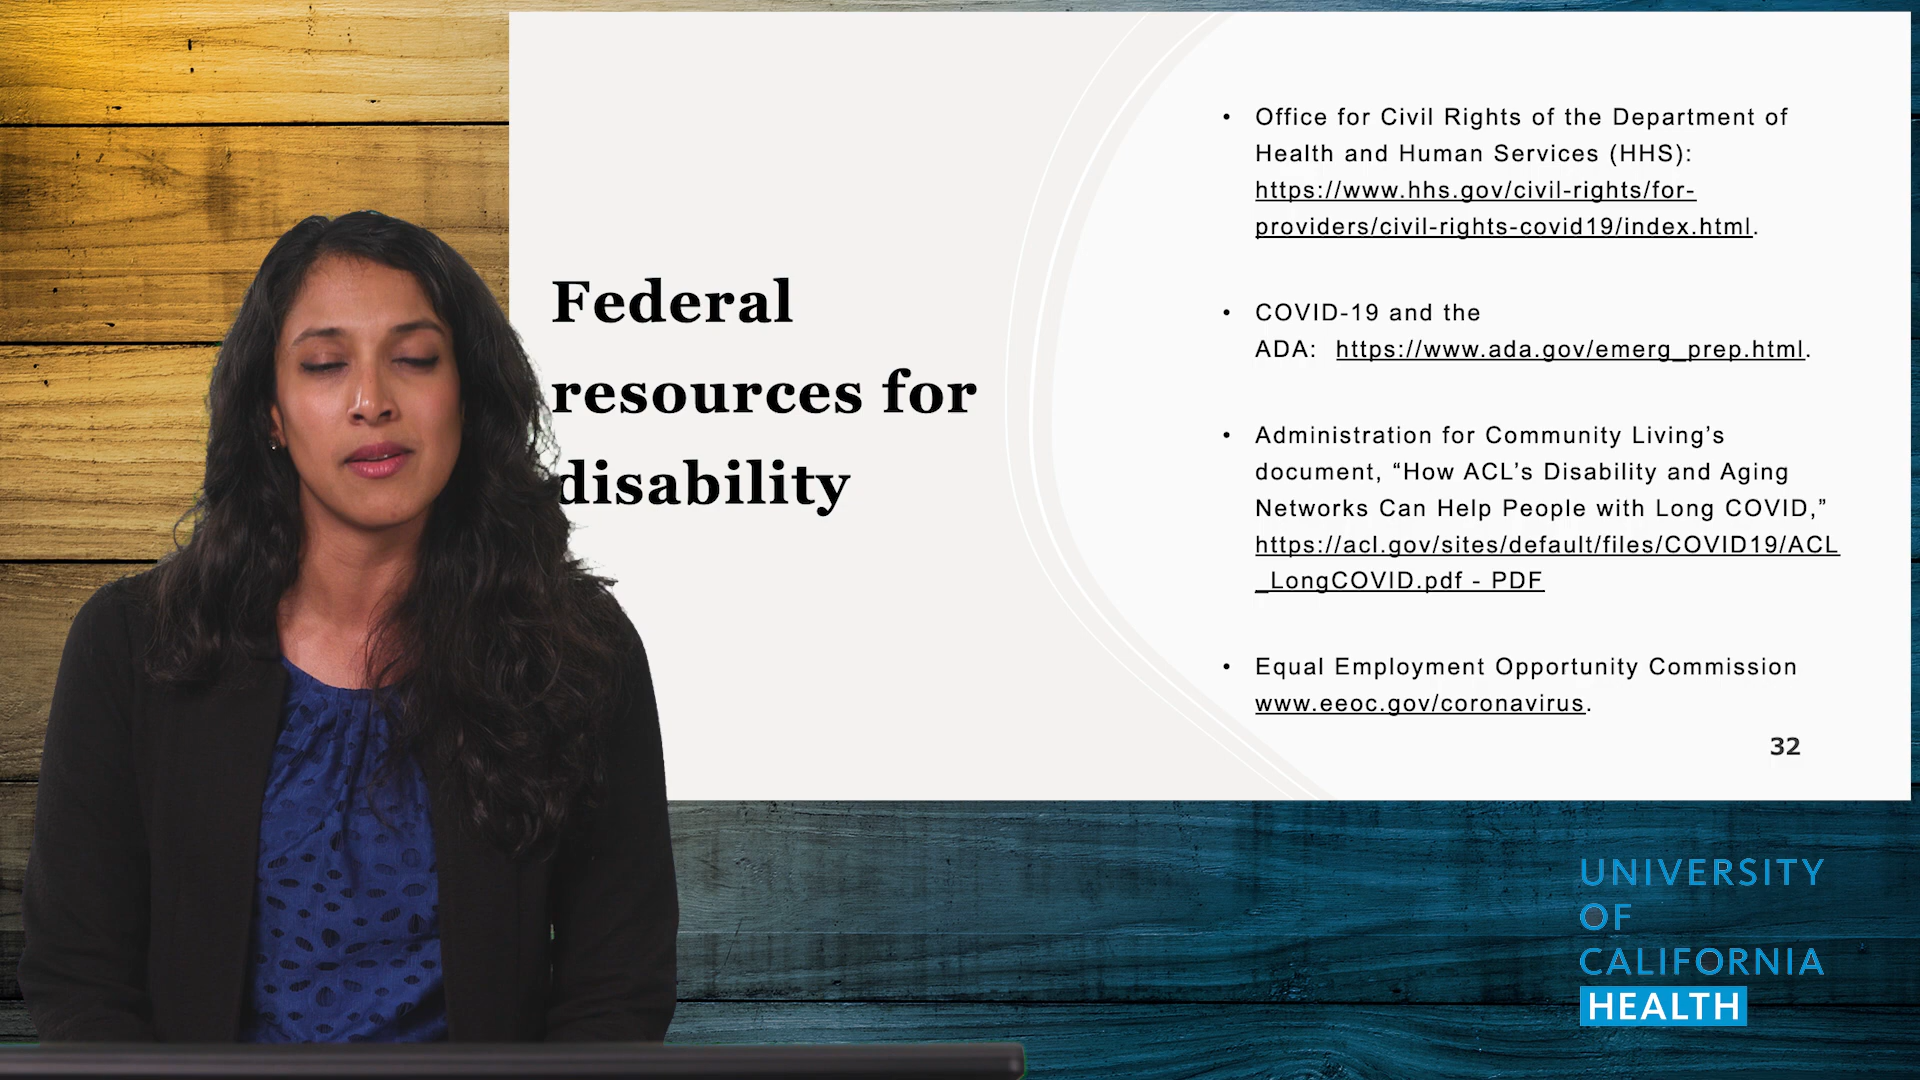 Federal
resources for
disability
• Office for Civil Rights of the Department of
Health and Human Services (HHS):
https://www.hhs.gov/civil-rights/for-
providers/civil-rights-covid19/index.html.
• COVID-19 and the
ADA: https://www.ada.gov/emerg_prep.html.
• Administration for Community Living’s
document, “How ACL’s Disability and Aging
Networks Can Help People with Long COVID,”
https://acl.gov/sites/default/files/COVID19/ACL
_LongCOVID.pdf - PDF
• Equal Employment Opportunity Commission
www.eeoc.gov/coronavirus.
32
UNIVERSITY
OF
CALIFORNIA
HEALTH